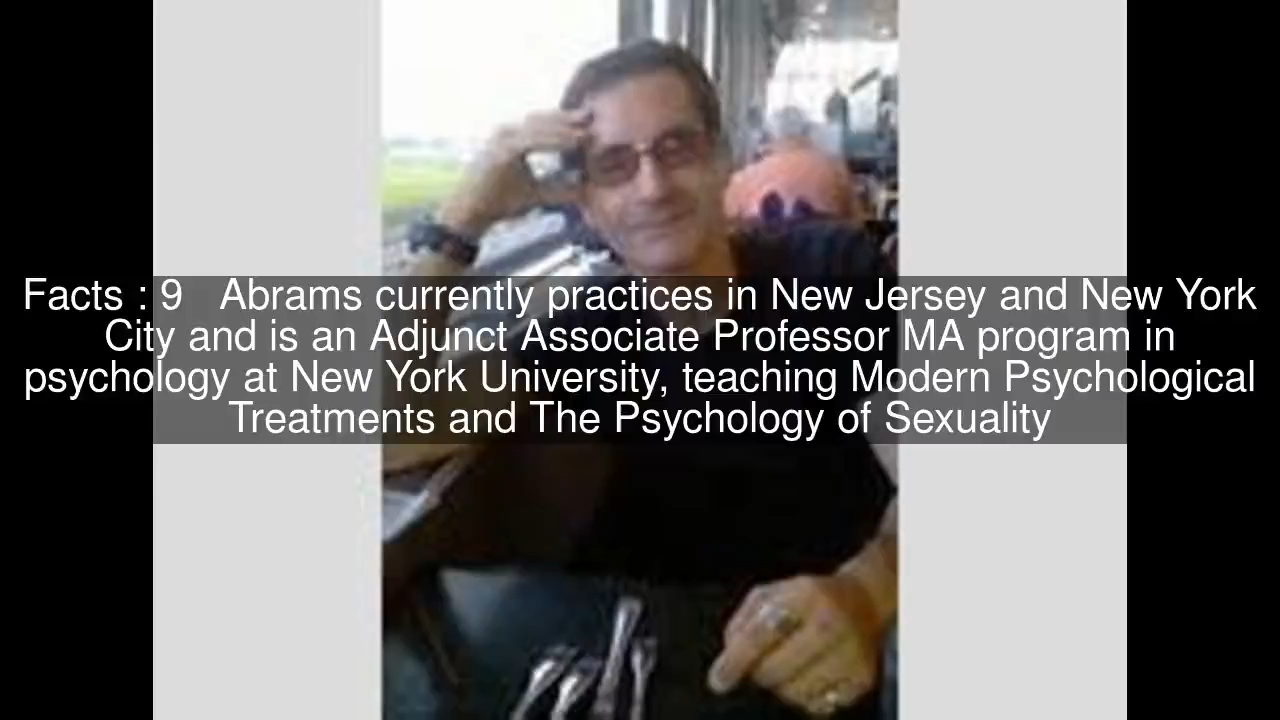 Facts : 9   Abrams currently practices in New Jersey and New York
City and is an Adjunct Associate Professor MA program in
psychology at New York University, teaching Modern Psychological
Treatments and The Psychology of Sexuality